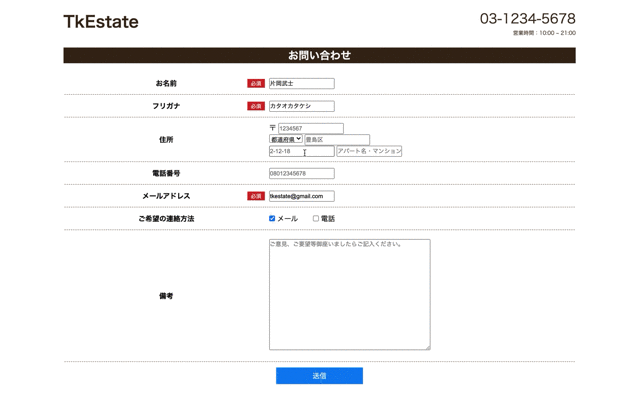 TkEstate
03-1234-5678
営業時間：10:00 ~ 21:00
お問い合わせ
お名前 必須 片岡武士
フリガナ 必須 カタオカタケシ
住所
〒 1234567
都道府県 豊島区
2-12-18 アパート名・マンション
電話番号 08012345678
メールアドレス 必須 tkestate@gmail.com
ご希望の連絡方法 メール 電話
備考
ご意見、ご要望等御座いましたらご記入ください。
送信